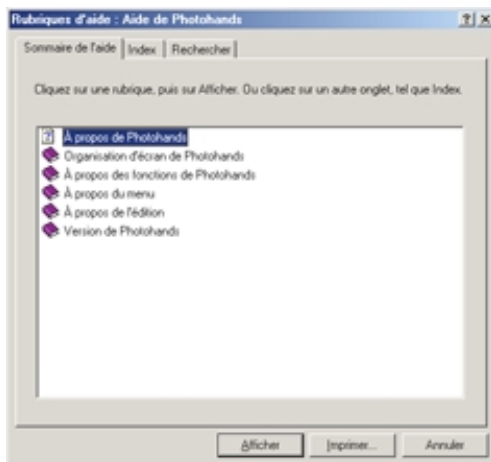 Rubriques d'aide : Aide de Photohands
Sommaire de l'aide Index Rechercher
Cliquez sur une rubrique, puis sur Afficher. Ou cliquez sur un autre onglet, tel que Index.
À propos de Photohands
Organisation d'écran de Photohands
À propos des fonctions de Photohands
À propos du menu
À propos de l'édition
Version de Photohands
Afficher Imprimer... Annuler